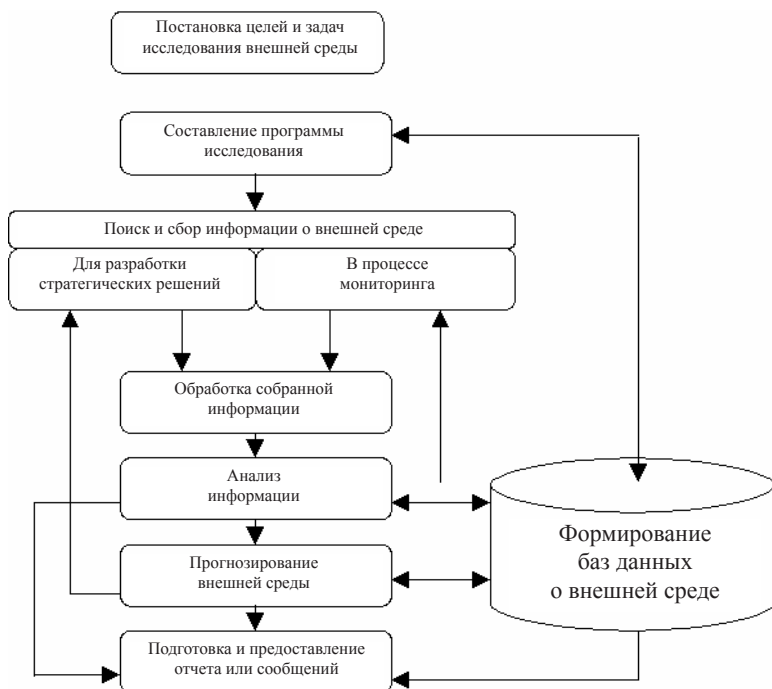 Постановка целей и задач
исследования внешней среды
Составление программы
исследования
Поиск и сбор информации о внешней среде
Для разработки
стратегических решений
В процессе
мониторинга
Обработка собранной
информации
Анализ
информации
Прогнозирование
внешней среды
Подготовка и предоставление
отчета или сообщений
Формирование
баз данных
о внешней среде